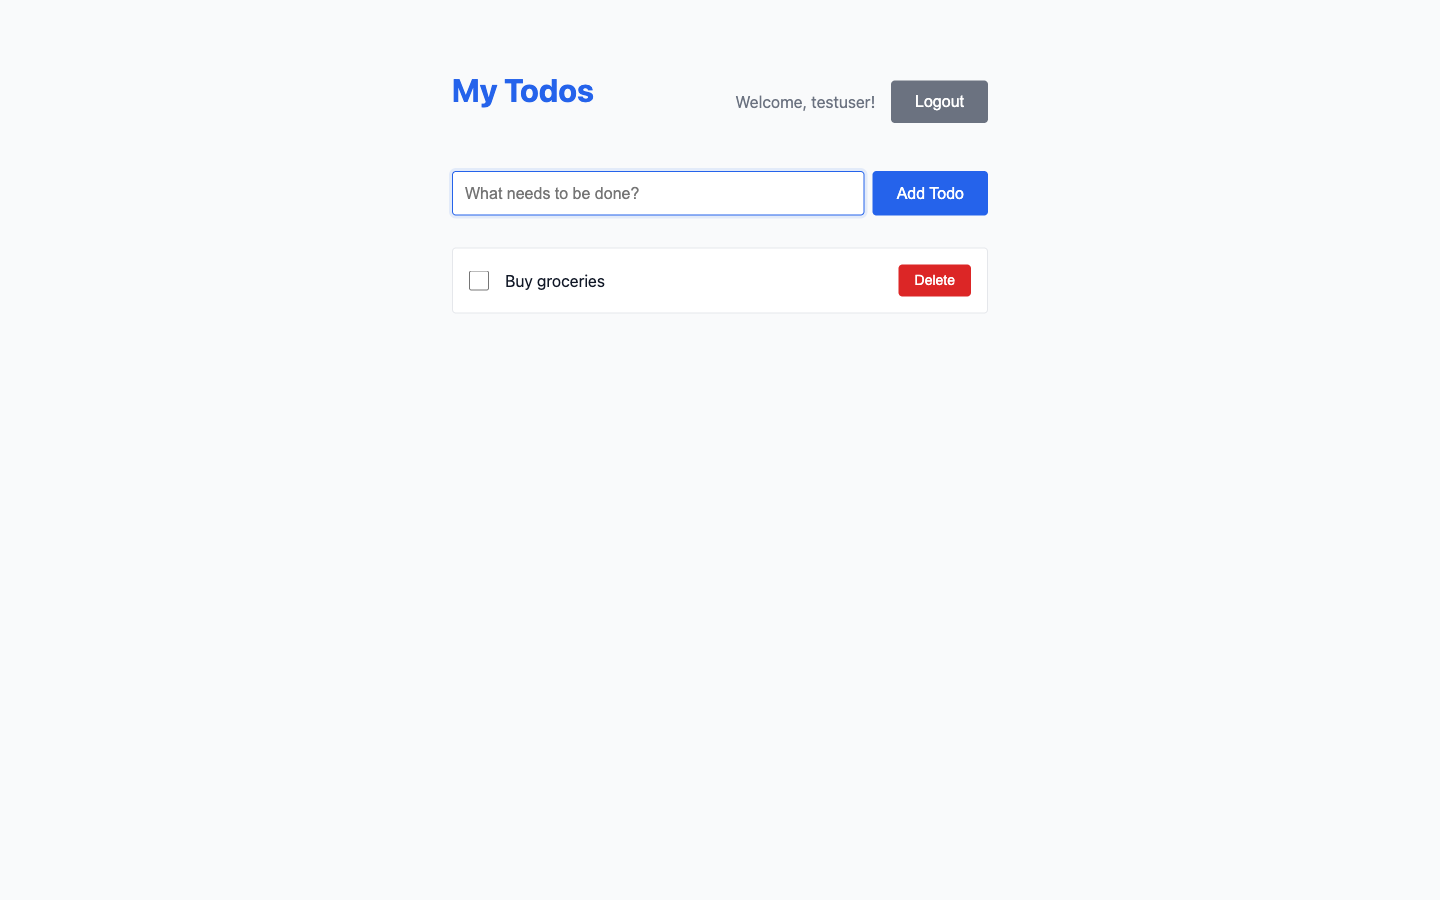 My Todos
Welcome, testuser!
Logout
What needs to be done?
Add Todo
Buy groceries
Delete